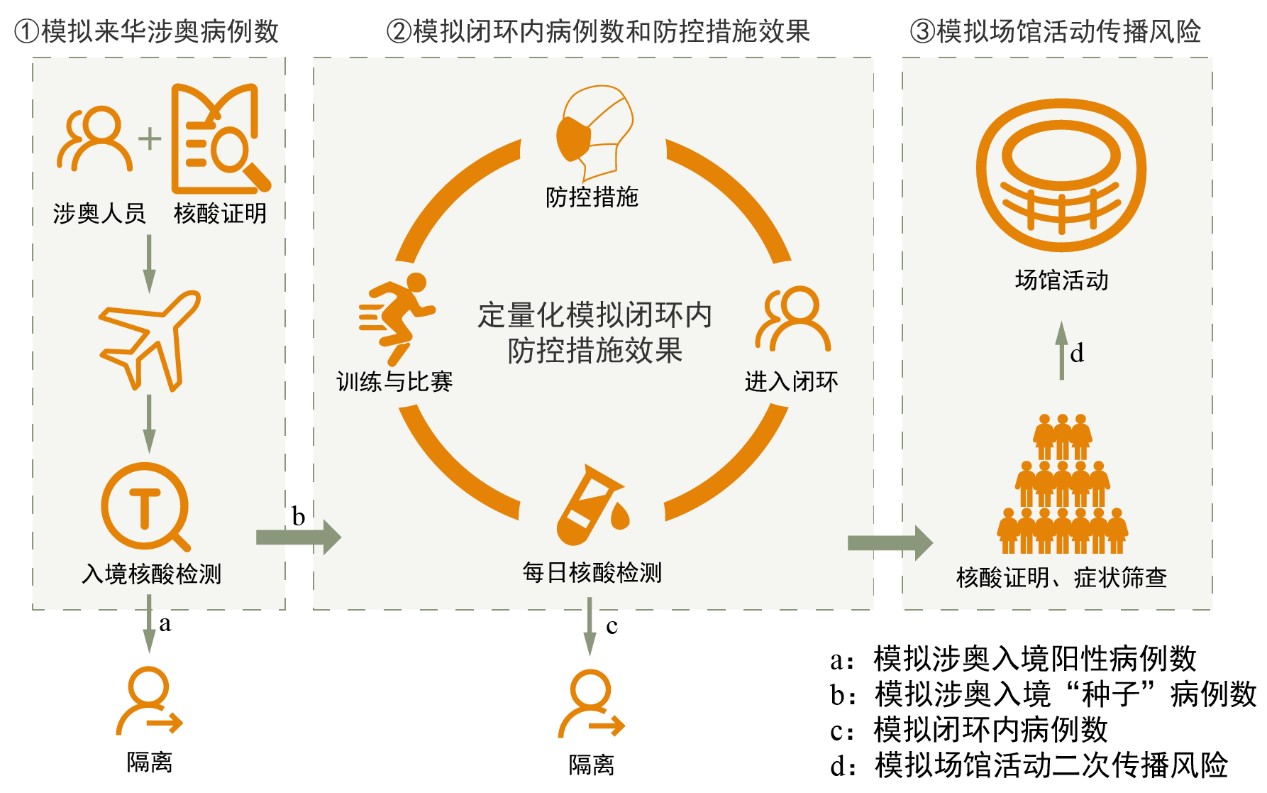 ①模拟来华涉奥病例数
②模拟闭环内病例数和防控措施效果
③模拟场馆活动传播风险
涉奥人员
核酸证明
T
入境核酸检测
a
隔离
b
防控措施
训练与比赛
定量化模拟闭环内
防控措施效果
进入闭环
每日核酸检测
c
隔离
场馆活动
d
核酸证明、症状筛查
a：模拟涉奥入境阳性病例数
b：模拟涉奥入境“种子”病例数
c：模拟闭环内病例数
d：模拟场馆活动二次传播风险